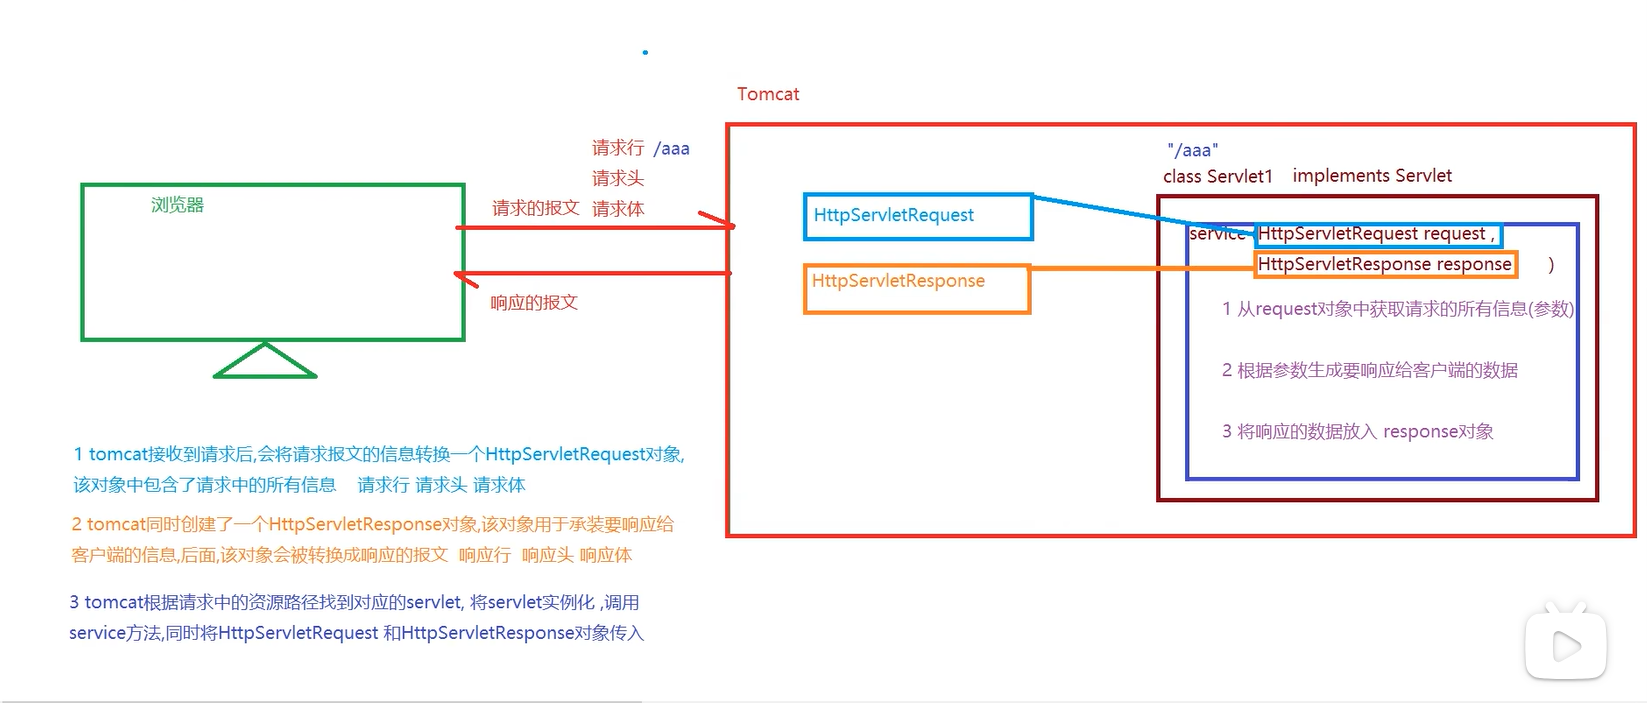 Tomcat
请求行 /aaa
请求头
请求的报文 请求体
响应的报文
浏览器
HttpServletRequest
HttpServletResponse
"/aaa"
class Servlet1 implements Servlet
service HttpServletRequest request ,
HttpServletResponse response )
1 从request对象中获取请求的所有信息(参数)
2 根据参数生成要响应给客户端的数据
3 将响应的数据放入 response对象
1 tomcat接收到请求后,会将请求报文的信息转换一个HttpServletRequest对象,
该对象中包含了请求中的所有信息 请求行 请求头 请求体
2 tomcat同时创建了一个HttpServletResponse对象,该对象用于承装要响应给
客户端的信息,后面,该对象会被转换成响应的报文 响应行 响应头 响应体
3 tomcat根据请求中的资源路径找到对应的servlet, 将servlet实例化 ,调用
service方法,同时将HttpServletRequest 和HttpServletResponse对象传入